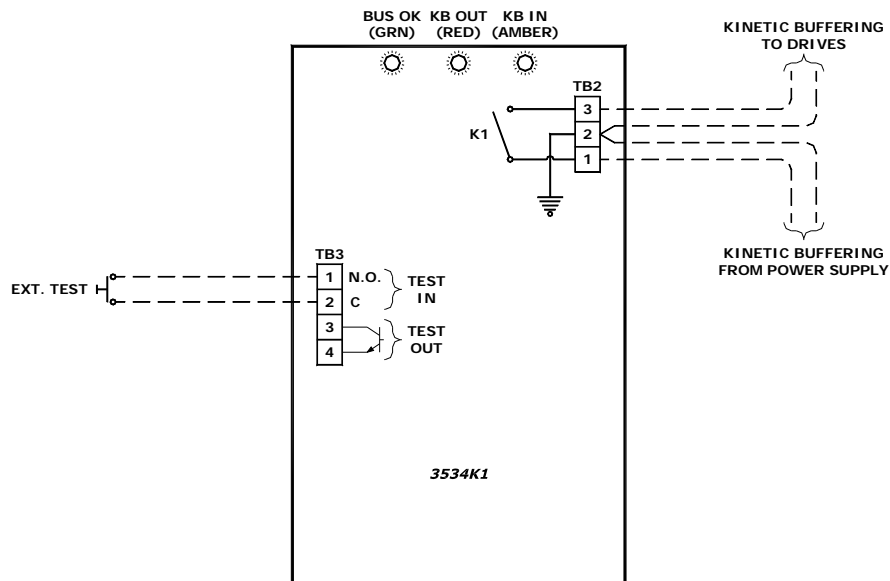 BUS OK KB OUT KB IN
(GRN) (RED) (AMBER)
KINETIC BUFFERING
TO DRIVES
TB2
3
K1
2
1
KINETIC BUFFERING
FROM POWER SUPPLY
TB3
1 N.O.
TEST
IN
EXT. TEST
2 C
3
TEST
OUT
4
3534K1